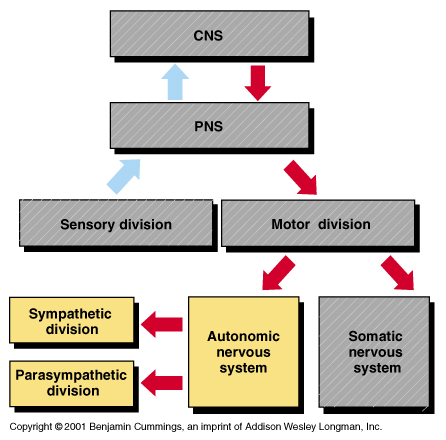 CNS
PNS
Sensory division
Motor division
Sympathetic
division
Autonomic
nervous
system
Somatic
nervous
system
Parasympathetic
division
Copyright © 2001 Benjamin Cummings, an imprint of Addison Wesley Longman, Inc.